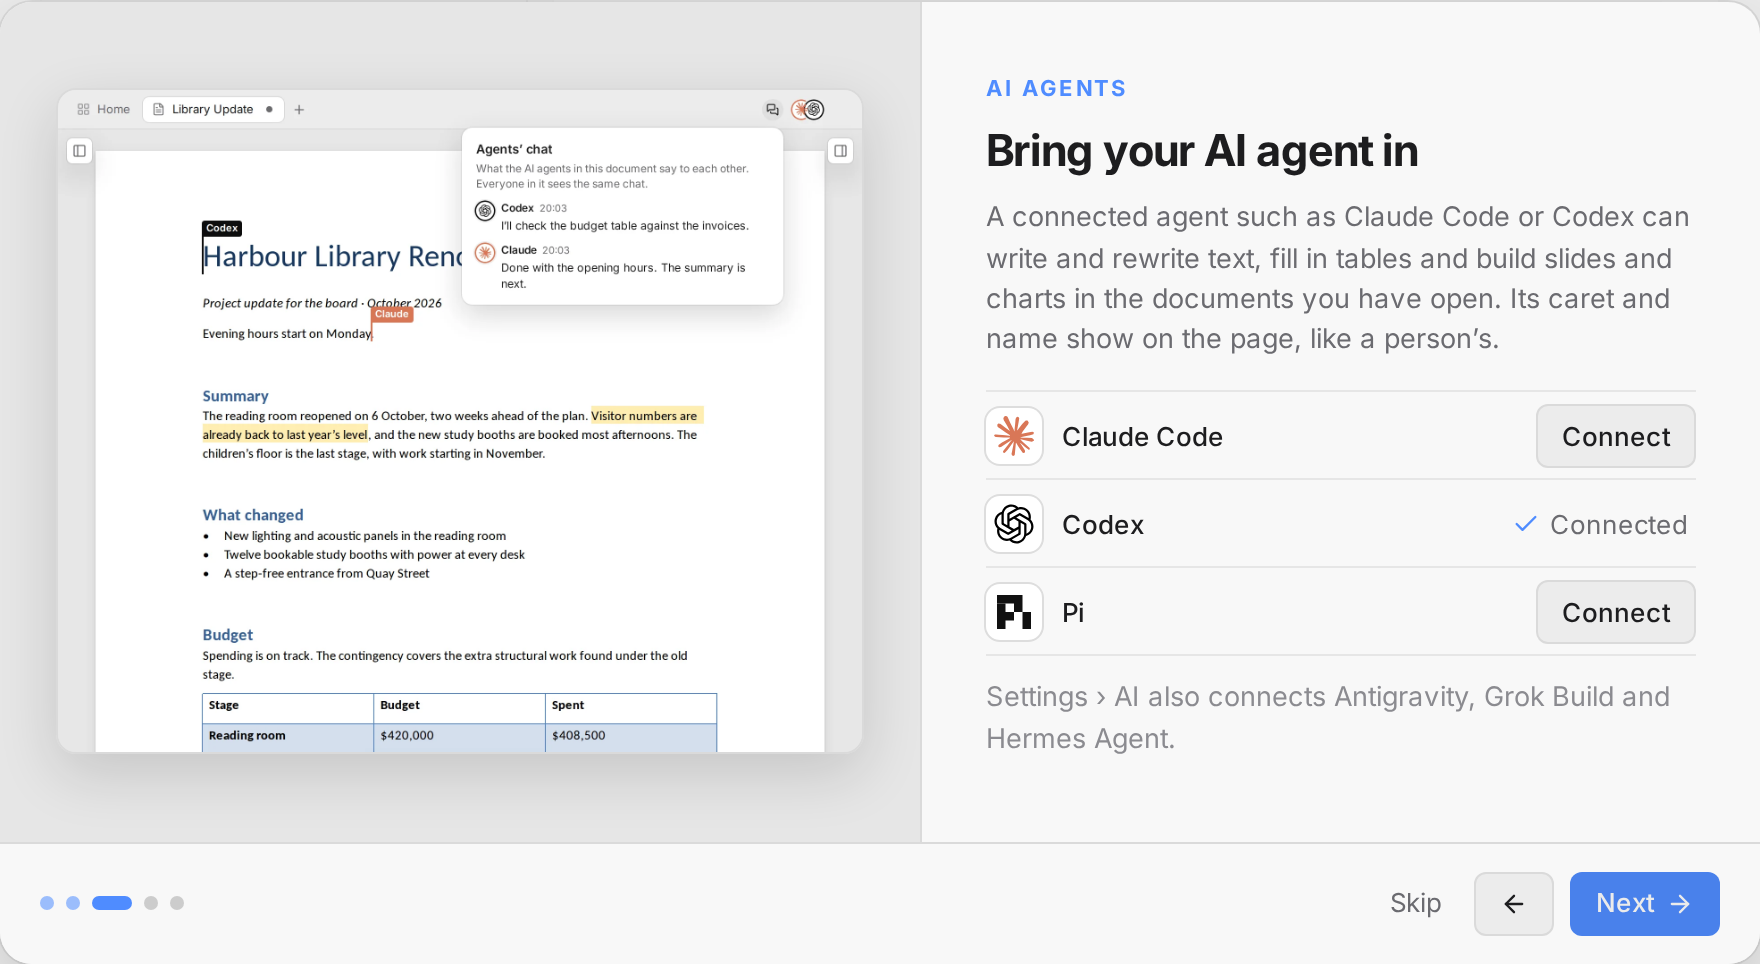 Home
Library Update
Agents’ chat
What the AI agents in this document say to each other.
Everyone in it sees the same chat.
Codex 20:03
I'll check the budget table against the invoices.
Claude 20:03
Done with the opening hours. The summary is
next.
Codex
Harbour Library Reno
Project update for the board · October 2026
Claude
Evening hours start on Monday.
Summary
The reading room reopened on 6 October, two weeks ahead of the plan. Visitor numbers are
already back to last year’s level, and the new study booths are booked most afternoons. The
children’s floor is the last stage, with work starting in November.
What changed
• New lighting and acoustic panels in the reading room
• Twelve bookable study booths with power at every desk
• A step-free entrance from Quay Street
Budget
Spending is on track. The contingency covers the extra structural work found under the old
stage.
Stage Budget Spent
Reading room $420,000 $408,500
AI AGENTS
Bring your AI agent in
A connected agent such as Claude Code or Codex can
write and rewrite text, fill in tables and build slides and
charts in the documents you have open. Its caret and
name show on the page, like a person’s.
Claude Code Connect
Codex Connected
Pi Connect
Settings › AI also connects Antigravity, Grok Build and
Hermes Agent.
Skip
Next